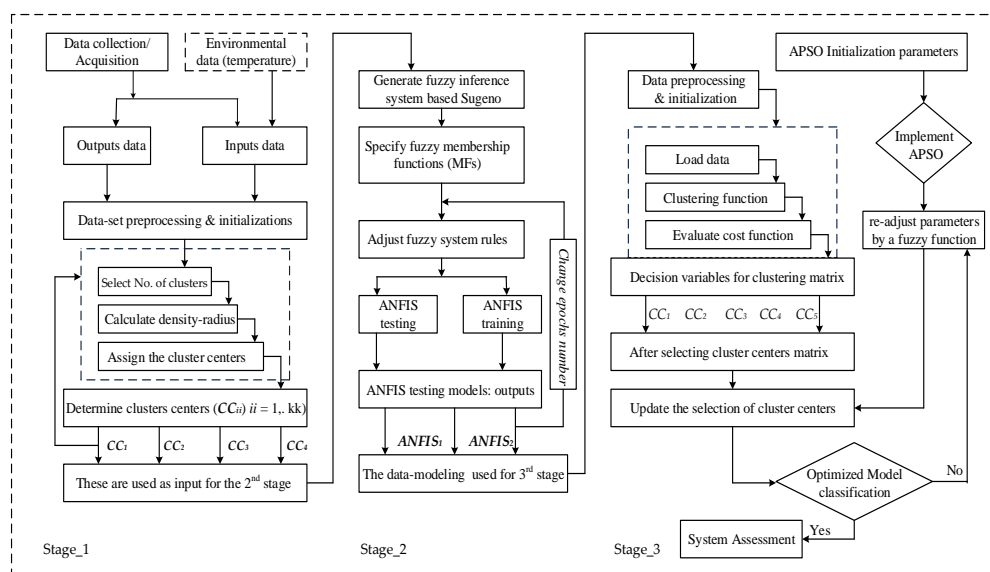 Data collection/
Acquisition
Environmental
data (temperature)
Outputs data
Inputs data
Data-set preprocessing & initializations
Select No. of clusters
Calculate density-radius
Assign the cluster centers
Determine clusters centers (CCii) ii = 1,. kk)
CC1
CC2
CC3
CC4
These are used as input for the 2nd stage
Stage_1
Generate fuzzy inference
system based Sugeno
Specify fuzzy membership
functions (MFs)
Adjust fuzzy system rules
ANFIS
testing
ANFIS
training
Change epochs number
ANFIS testing models: outputs
ANFIS1
ANFIS2
The data-modeling used for 3rd stage
Stage_2
Data preprocessing
& initialization
Load data
Clustering function
Evaluate cost function
Decision variables for clustering matrix
CC1
CC2
CC3
CC4
CC5
After selecting cluster centers matrix
Update the selection of cluster centers
APSO Initialization parameters
Implement
APSO
re-adjust parameters
by a fuzzy function
Optimized Model
classification
No
Yes
System Assessment
Stage_3